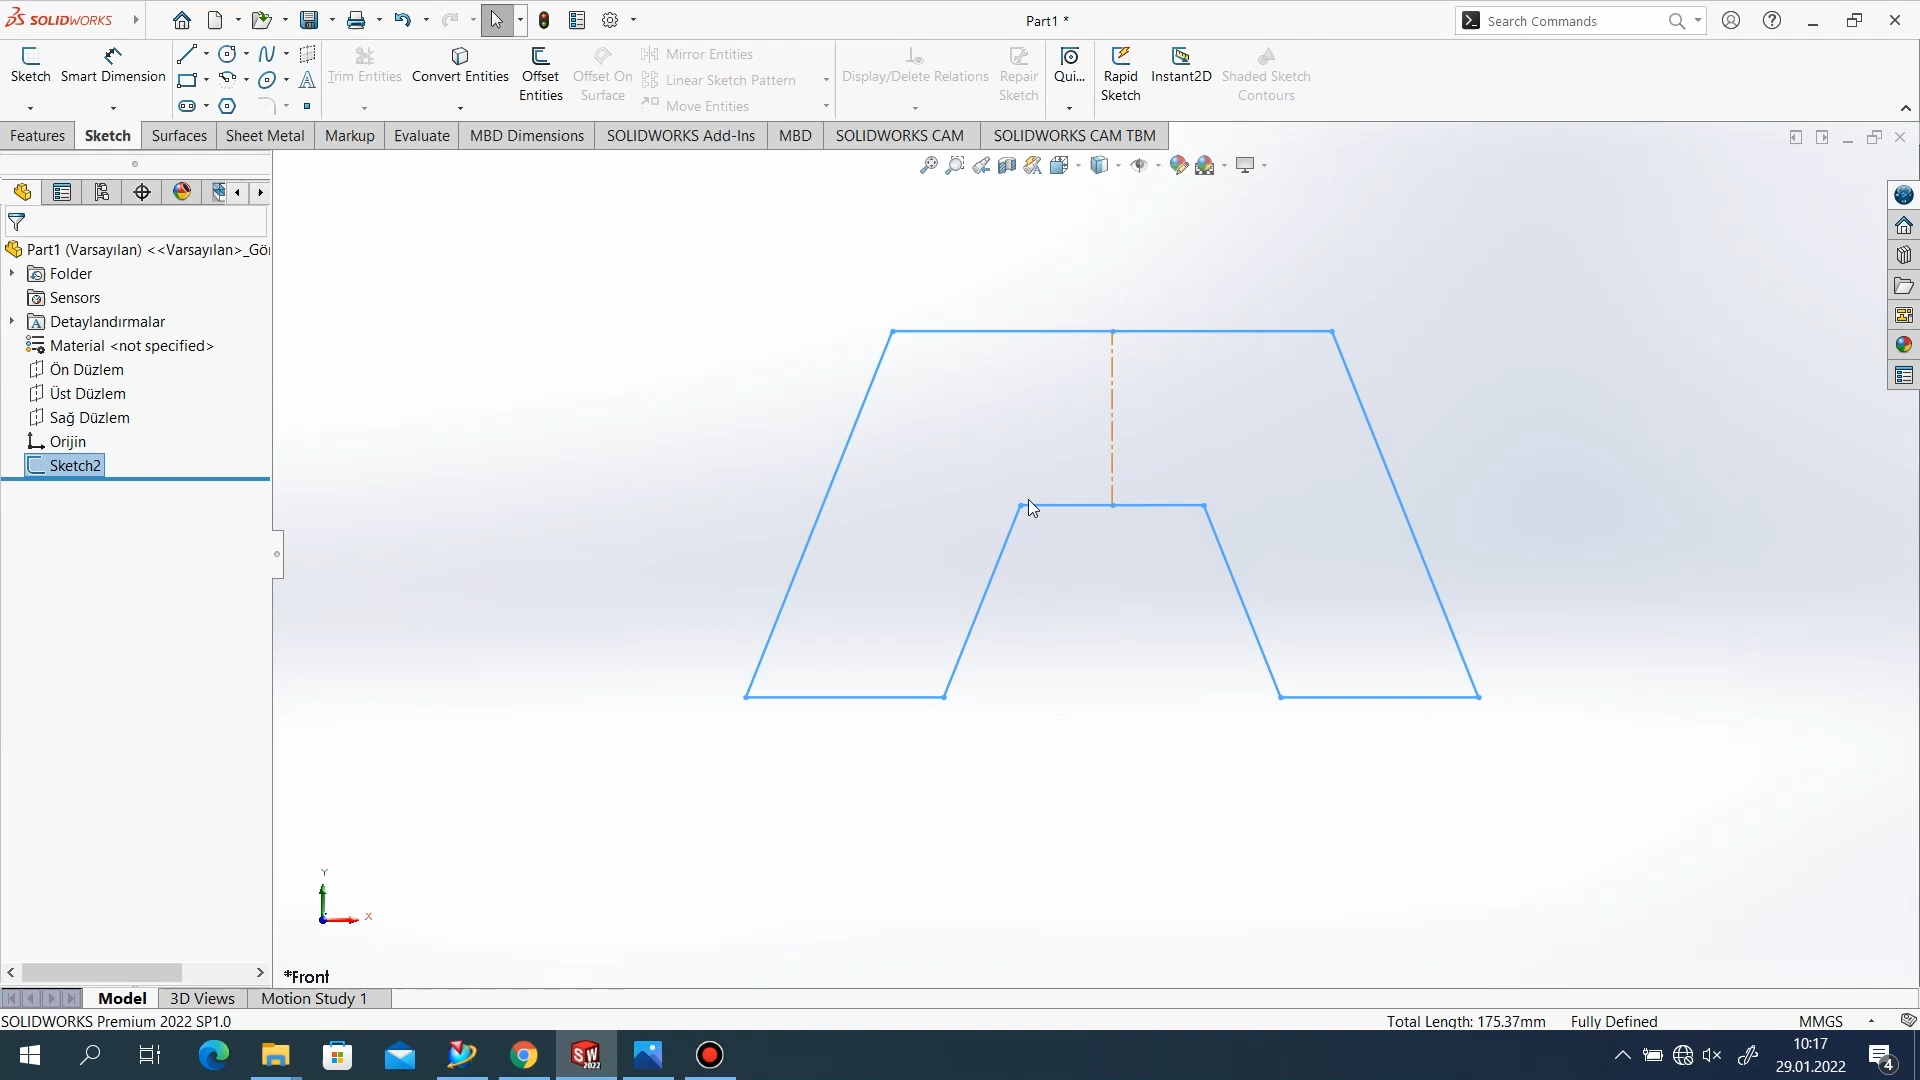 SOLIDWORKS
Part1 *
Search Commands
Sketch
Smart Dimension
Trim Entities
Convert Entities
Offset Entities
Offset On Surface
Mirror Entities
Linear Sketch Pattern
Move Entities
Display/Delete Relations
Repair Sketch
Qui...
Rapid Sketch
Instant2D
Shaded Sketch Contours
Features
Sketch
Surfaces
Sheet Metal
Markup
Evaluate
MBD Dimensions
SOLIDWORKS Add-Ins
MBD
SOLIDWORKS CAM
SOLIDWORKS CAM TBM
Part1 (Varsayılan) <<Varsayılan>_Gö
Folder
Sensors
Detaylandırmalar
Material <not specified>
Ön Düzlem
Üst Düzlem
Sağ Düzlem
Orijin
Sketch2
Y
X
*Front
Model
3D Views
Motion Study 1
SOLIDWORKS Premium 2022 SP1.0
Total Length: 175.37mm
Fully Defined
MMGS
SW
2022
10:17
29.01.2022
4